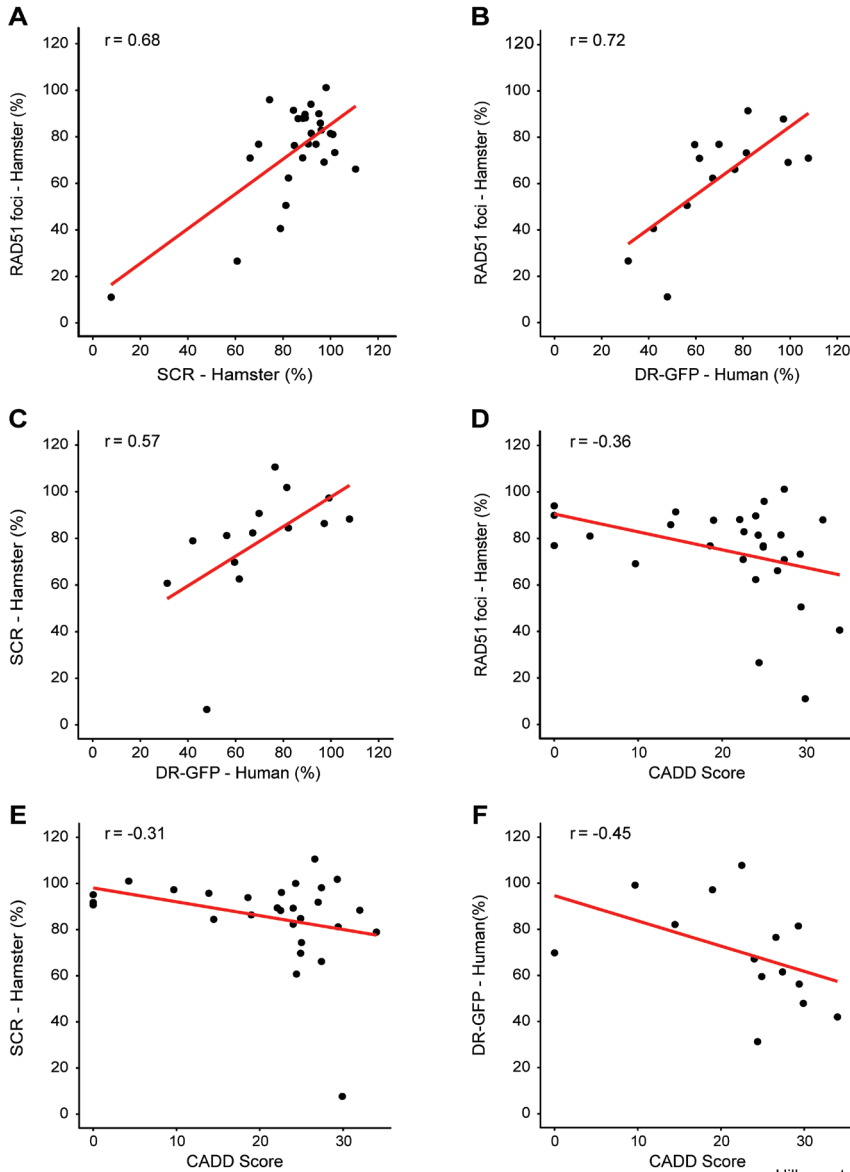 A
B
r = 0.68
r = 0.72
120
100
80
60
40
20
0
RAD51 foci - Hamster (%)
0 20 40 60 80 100 120
SCR - Hamster (%)
120
100
80
60
40
20
0
RAD51 foci - Hamster (%)
0 20 40 60 80 100 120
DR-GFP - Human (%)
C
D
r = 0.57
r = -0.36
120
100
80
60
40
20
0
SCR - Hamster (%)
0 20 40 60 80 100 120
DR-GFP - Human (%)
120
100
80
60
40
20
0
RAD51 foci - Hamster (%)
0 10 20 30
CADD Score
E
F
r = -0.31
r = -0.45
120
100
80
60
40
20
0
SCR - Hamster (%)
0 10 20 30
CADD Score
120
100
80
60
40
20
0
DR-GFP - Human(%)
0 10 20 30
CADD Score